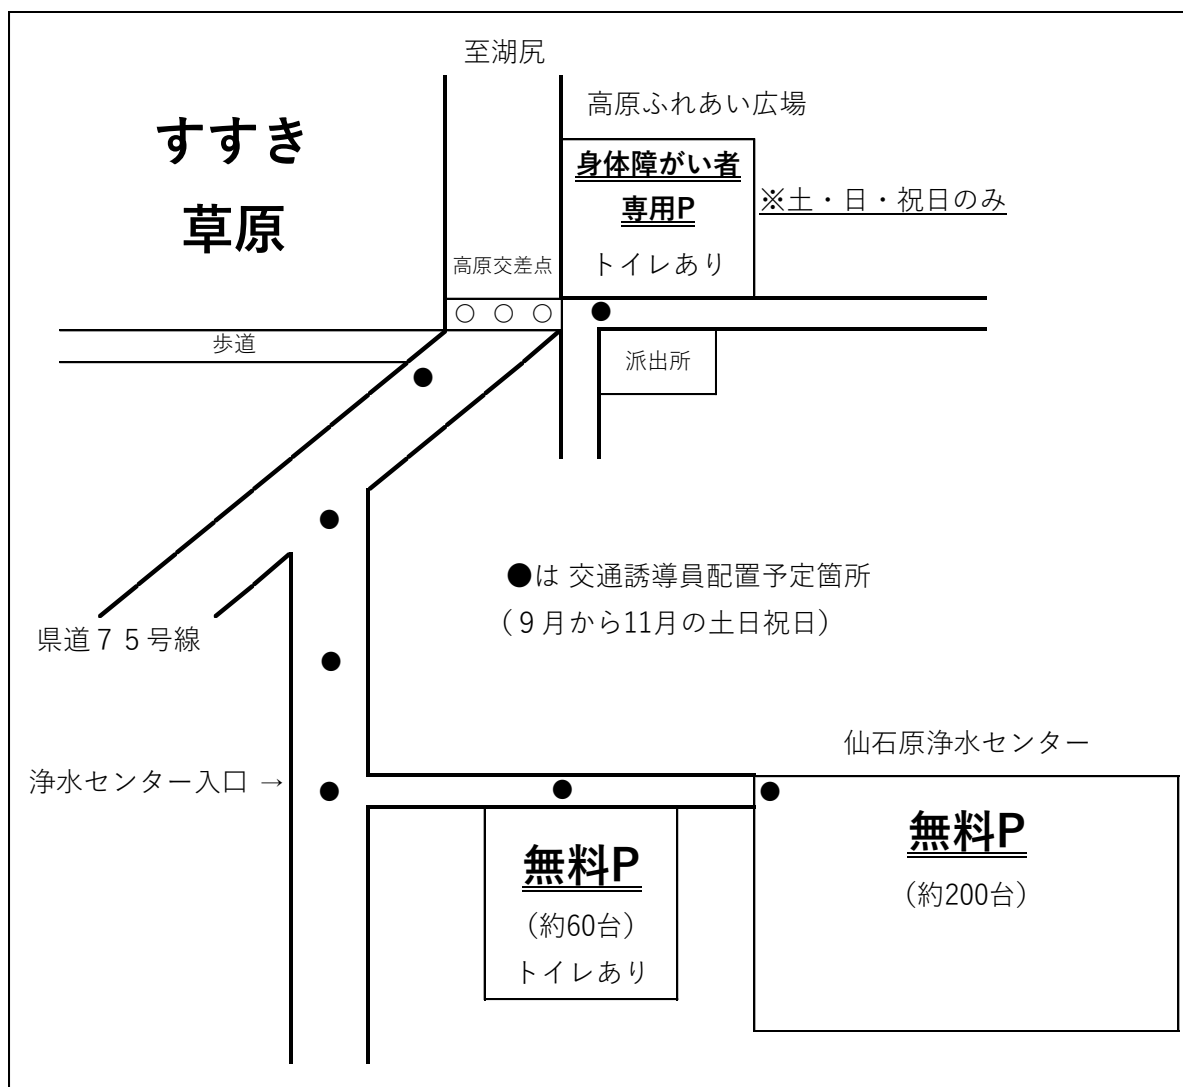 至湖尻
高原ふれあい広場
すすき
草原
身体障がい者
専用P
トイレあり
※土・日・祝日のみ
高原交差点
○ ○ ○
歩道
派出所
●は 交通誘導員配置予定箇所
（９月から11月の土日祝日）
県道７５号線
仙石原浄水センター
浄水センター入口 →
無料P
（約60台）
トイレあり
無料P
（約200台）